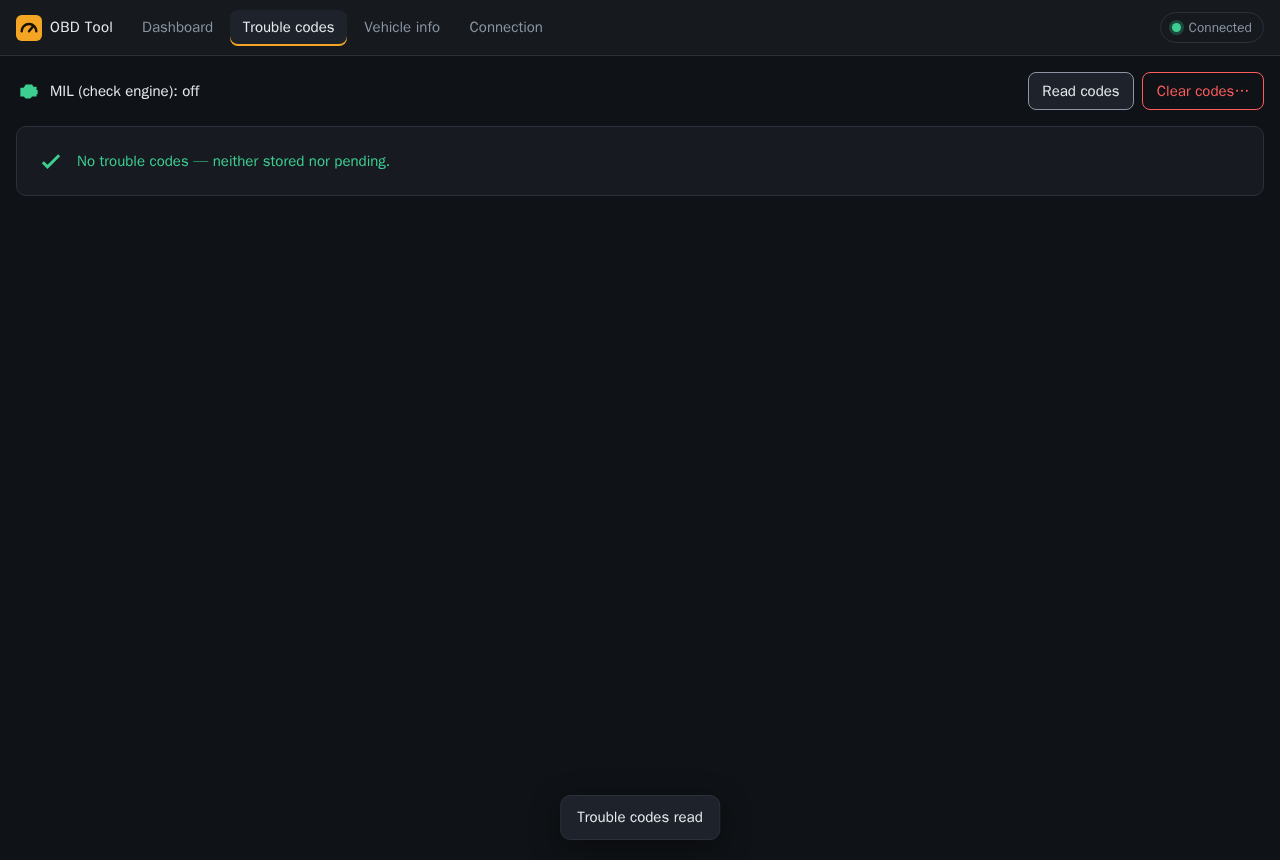 OBD Tool
Dashboard
Trouble codes
Vehicle info
Connection
Connected
MIL (check engine): off
Read codes
Clear codes…
No trouble codes — neither stored nor pending.
Trouble codes read